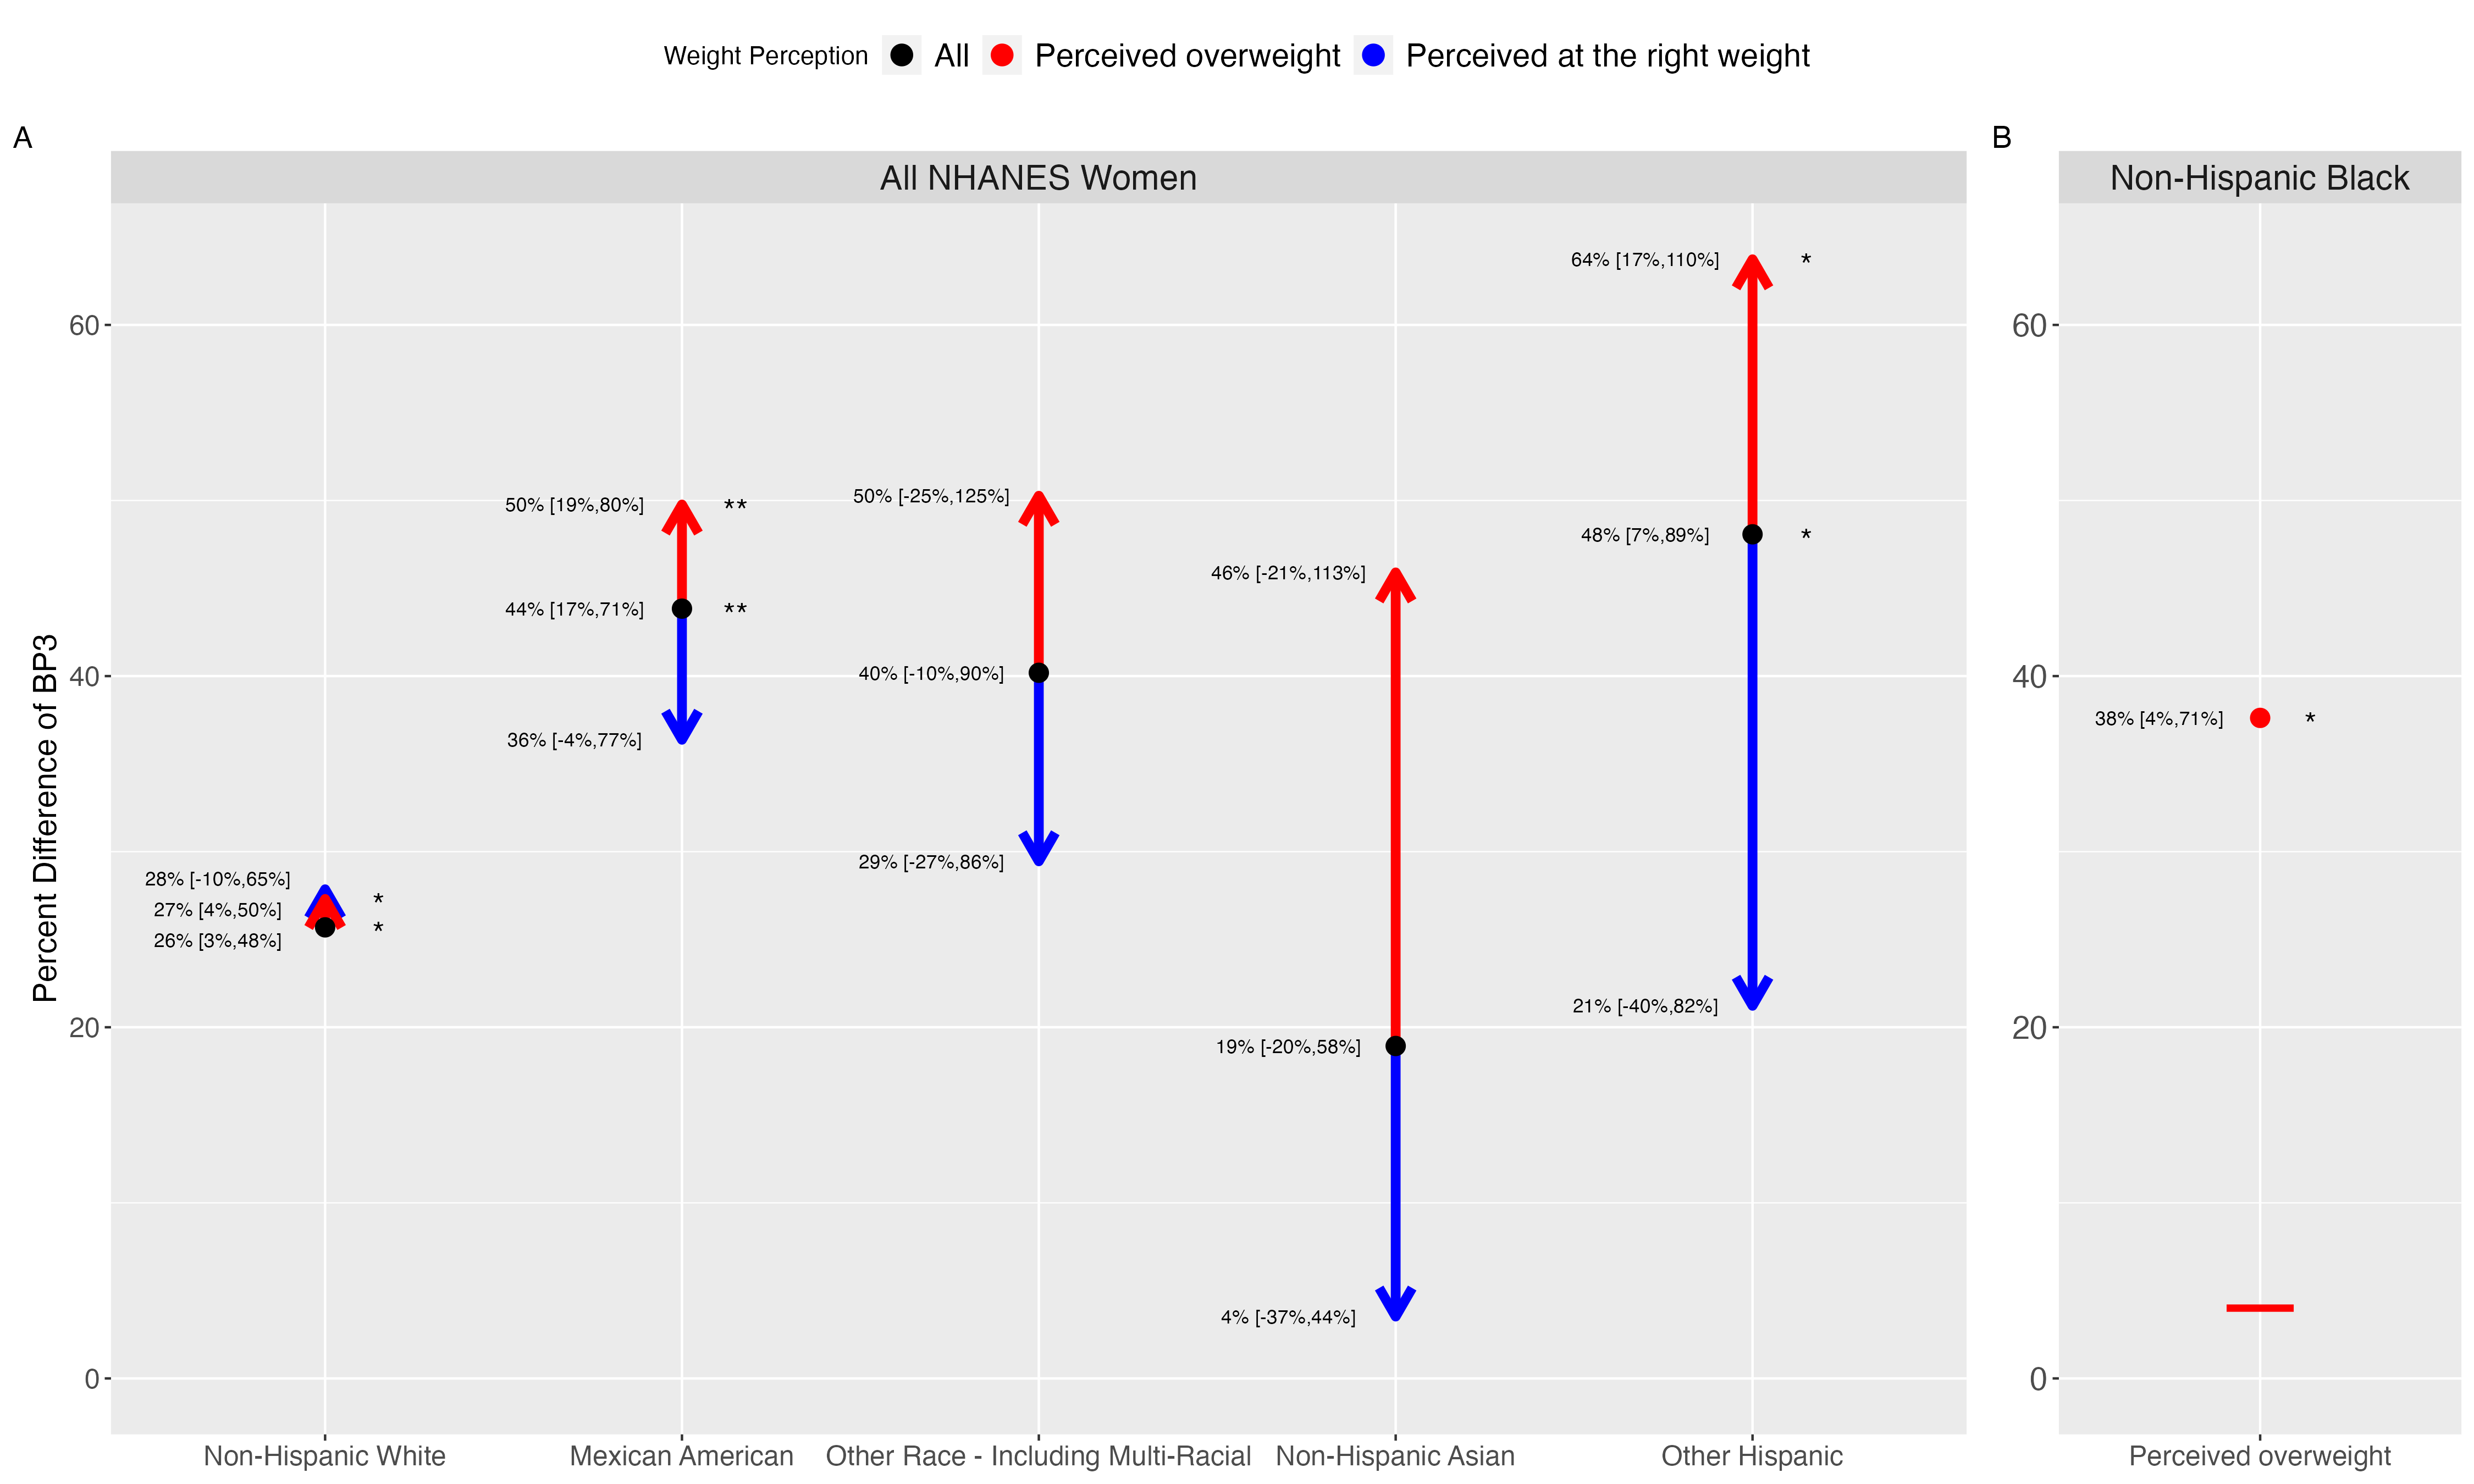 Weight Perception All Perceived overweight Perceived at the right weight
A
B
All NHANES Women
Non-Hispanic Black
Percent Difference of BP3
60
40
20
0
28% [-10%,65%]
27% [4%,50%] *
26% [3%,48%] *
50% [19%,80%] **
44% [17%,71%] **
36% [-4%,77%]
50% [-25%,125%]
40% [-10%,90%]
29% [-27%,86%]
46% [-21%,113%]
19% [-20%,58%]
4% [-37%,44%]
64% [17%,110%] *
48% [7%,89%] *
21% [-40%,82%]
Non-Hispanic White
Mexican American
Other Race - Including Multi-Racial
Non-Hispanic Asian
Other Hispanic
60
40
20
0
38% [4%,71%] *
Perceived overweight